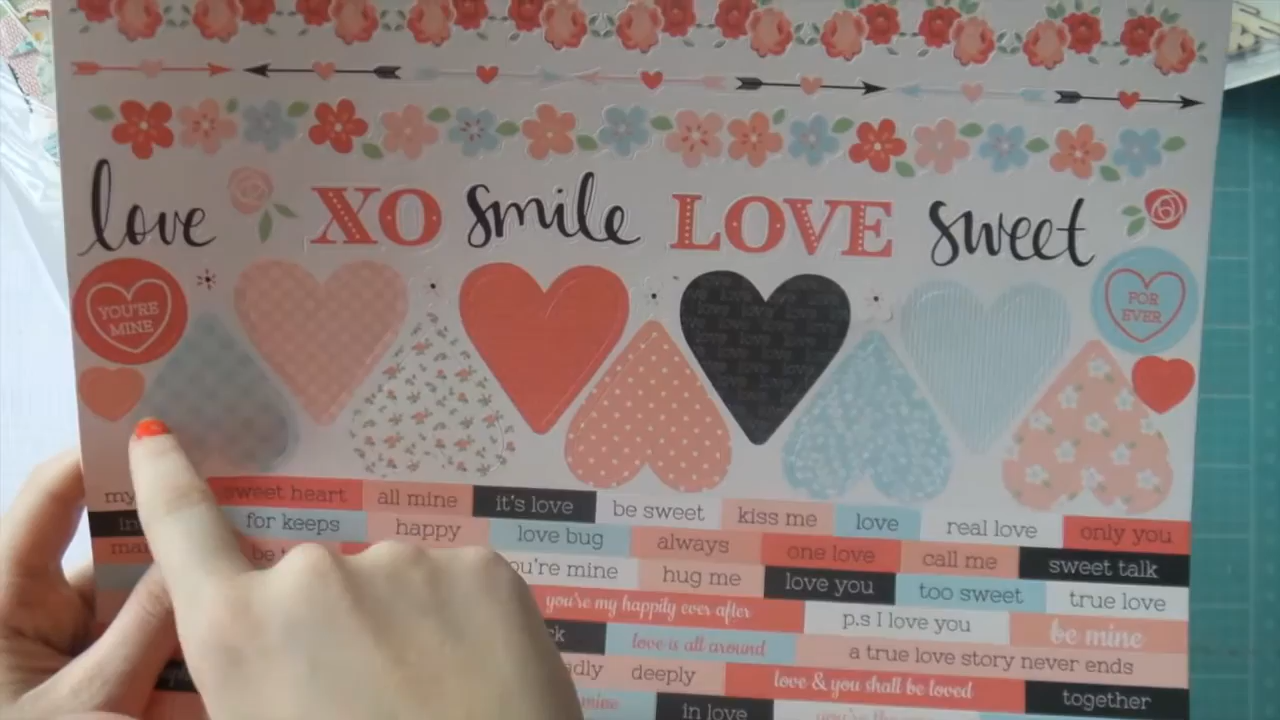 love XO smile LOVE sweet
YOU'RE
MINE
FOR
EVER
my sweet heart all mine it's love be sweet kiss me love real love only you
for keeps happy love bug always one love call me sweet talk
be you're mine hug me love you too sweet true love
you're my happily ever after p.s I love you be mine
love is all around a true love story never ends
deeply love & you shall be loved together
mine in love